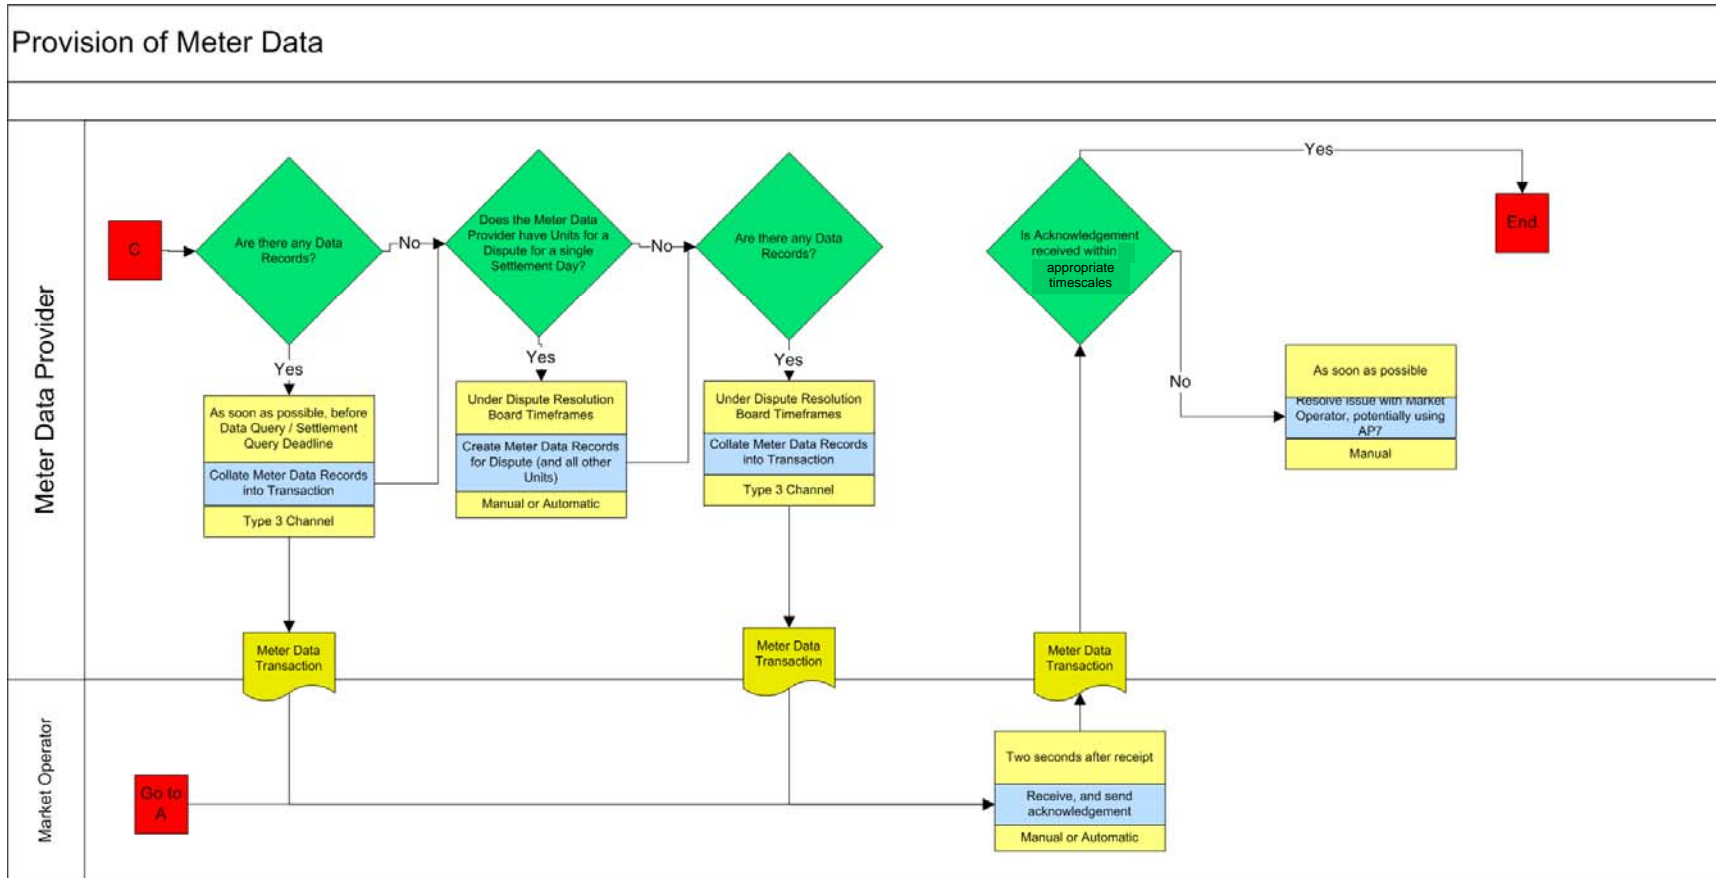 Provision of Meter Data
Meter Data Provider
C
Are there any Data
Records?
No
Yes
As soon as possible, before
Data Query / Settlement
Query Deadline
Collate Meter Data Records
into Transaction
Type 3 Channel
Meter Data
Transaction
Does the Meter Data
Provider have Units for a
Dispute for a single
Settlement Day?
No
Yes
Under Dispute Resolution
Board Timeframes
Create Meter Data Records
for Dispute (and all other
Units)
Manual or Automatic
Are there any Data
Records?
Yes
Under Dispute Resolution
Board Timeframes
Collate Meter Data Records
into Transaction
Type 3 Channel
Meter Data
Transaction
Is Acknowledgement
received within
appropriate
timescales
Yes
End
No
As soon as possible
Resolve Issue with Market
Operator, potentially using
AP7
Manual
Meter Data
Transaction
Market Operator
Go to
A
Two seconds after receipt
Receive, and send
acknowledgement
Manual or Automatic